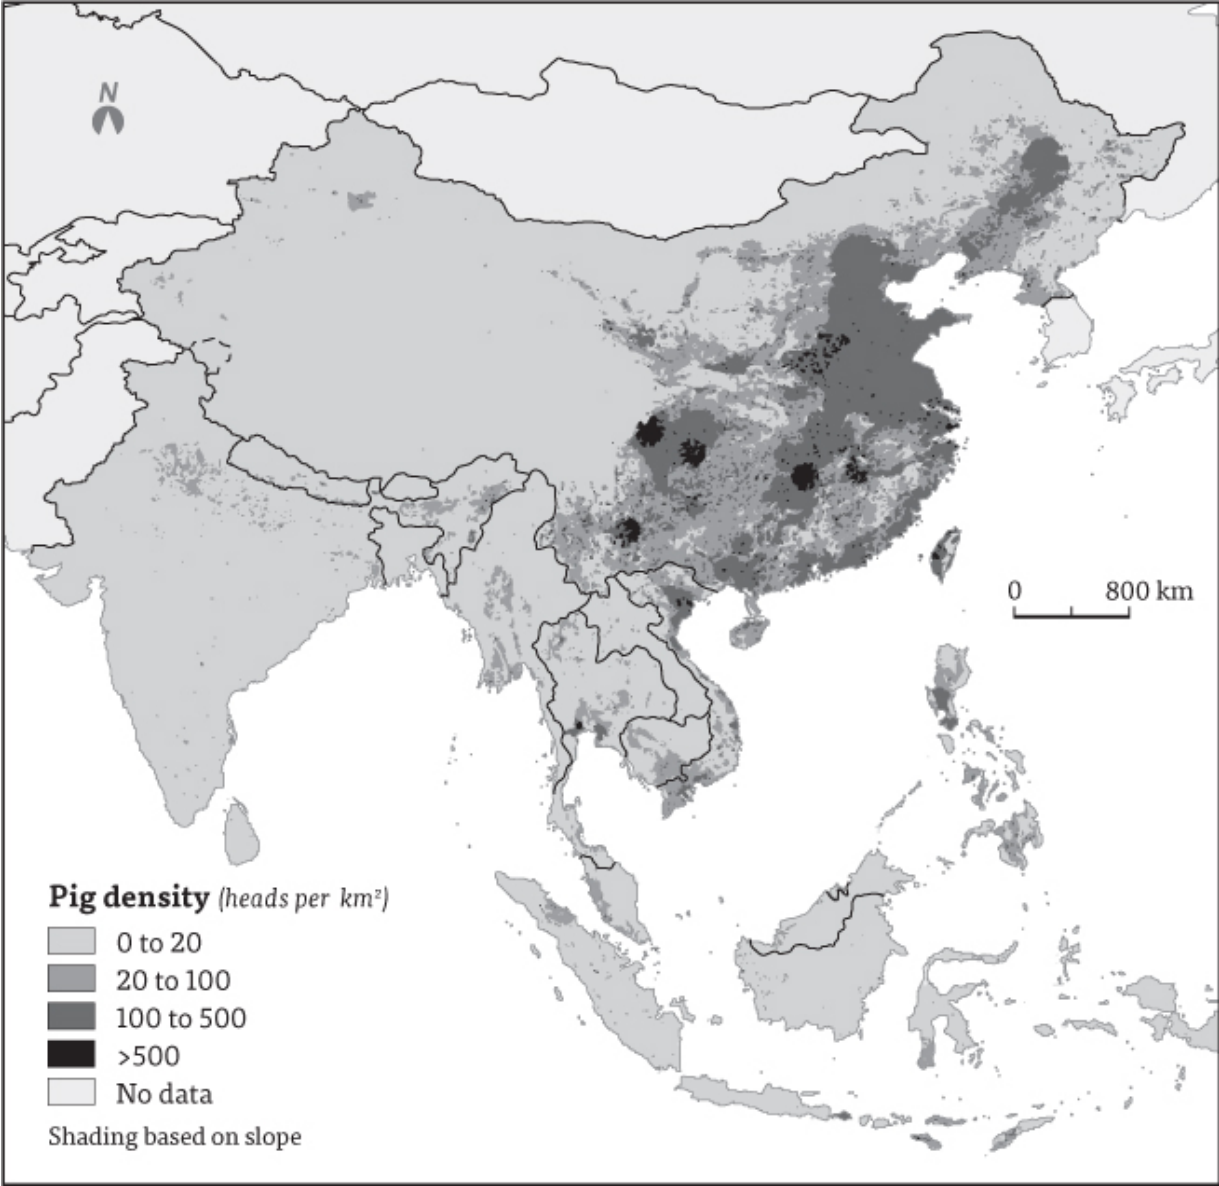 N
0 800 km
Pig density (heads per km²)
0 to 20
20 to 100
100 to 500
>500
No data
Shading based on slope